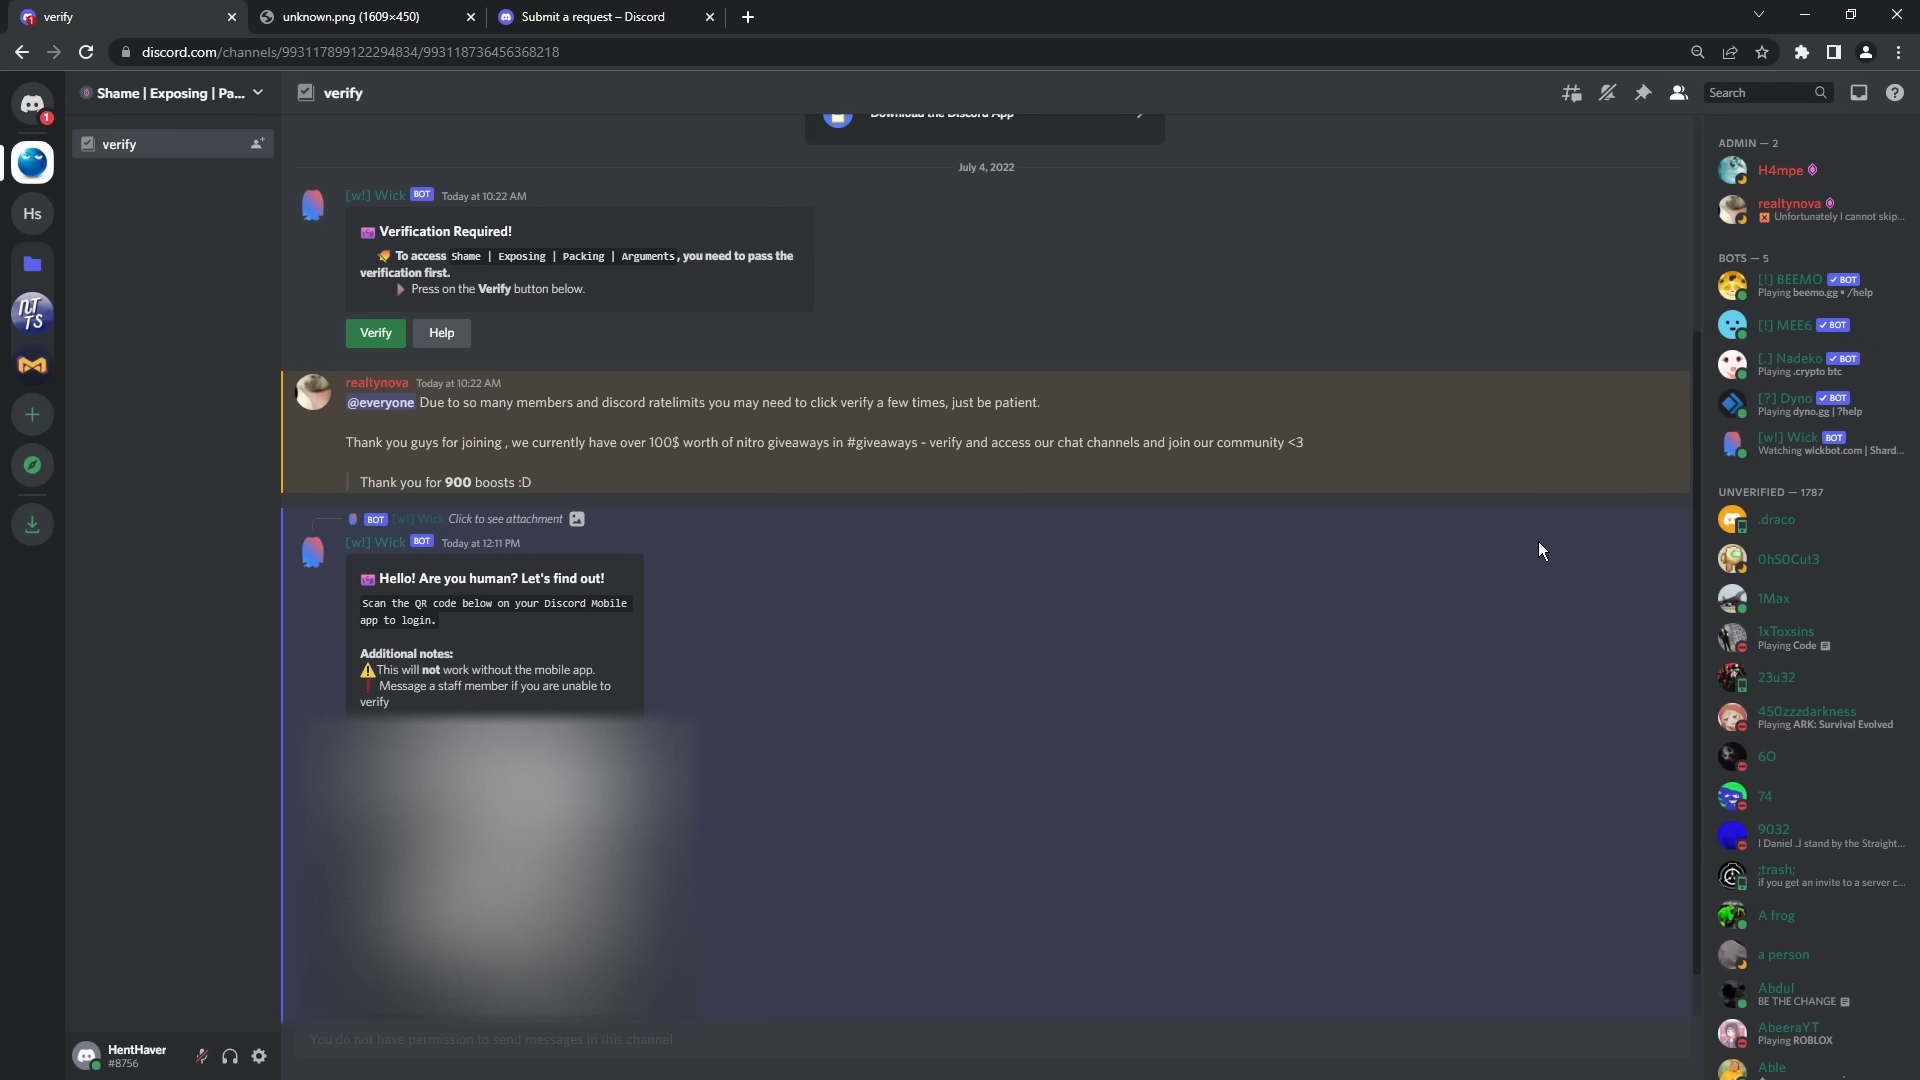 verify
unknown.png (1609×450)
Submit a request – Discord
discord.com/channels/993117899122294834/993118736456368218
1
Shame | Exposing | Pa...
verify
Search
verify
Hs
Download the Discord App
July 4, 2022
[w!] Wick BOT Today at 10:22 AM
Verification Required!
To access Shame | Exposing | Packing | Arguments, you need to pass the
verification first.
Press on the Verify button below.
Verify
Help
realtynova Today at 10:22 AM
@everyone Due to so many members and discord ratelimits you may need to click verify a few times, just be patient.
Thank you guys for joining , we currently have over 100$ worth of nitro giveaways in #giveaways - verify and access our chat channels and join our community <3
Thank you for 900 boosts :D
BOT [w!] Wick Click to see attachment
[w!] Wick BOT Today at 12:11 PM
Hello! Are you human? Let's find out!
Scan the QR code below on your Discord Mobile
app to login.
Additional notes:
This will not work without the mobile app.
Message a staff member if you are unable to
verify
You do not have permission to send messages in this channel
HentHaver
#8756
ADMIN — 2
H4mpe
realtynova
Unfortunately I cannot skip...
BOTS — 5
[!] BEEMO BOT
Playing beemo.gg • /help
[!] MEE6 BOT
[.] Nadeko BOT
Playing .crypto btc
[?] Dyno BOT
Playing dyno.gg | ?help
[w!] Wick BOT
Watching wickbot.com | Shard...
UNVERIFIED — 1787
.draco
0hS0Cut3
1Max
1xToxsins
Playing Code
23u32
450zzzdarkness
Playing ARK: Survival Evolved
6O
74
9032
I Daniel J stand by the Straight...
;trash;
if you get an invite to a server c...
A frog
a person
Abdul
BE THE CHANGE
AbeeraYT
Playing ROBLOX
Able